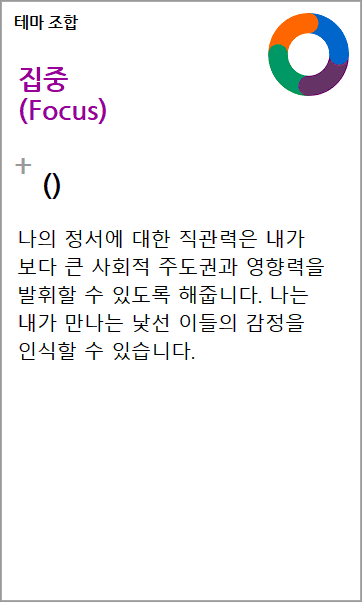 테마 조합
집중
(Focus)
+
()
나의 정서에 대한 직관력은 내가
보다 큰 사회적 주도권과 영향력을
발휘할 수 있도록 해줍니다. 나는
내가 만나는 낯선 이들의 감정을
인식할 수 있습니다.